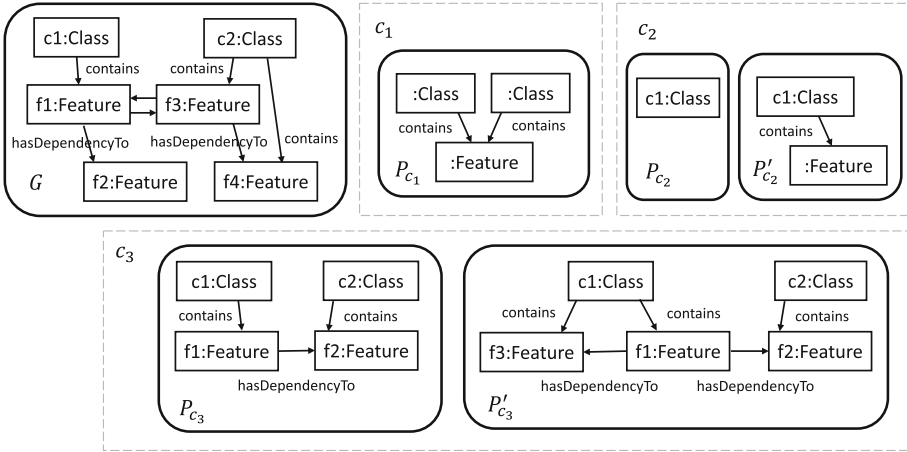 c1:Class
c2:Class
contains
contains
f1:Feature
f3:Feature
hasDependencyTo
hasDependencyTo
contains
f2:Feature
f4:Feature
G
c1
:Class
:Class
contains
contains
:Feature
Pc1
c2
c1:Class
Pc2
c1:Class
contains
:Feature
P′c2
c3
c1:Class
c2:Class
contains
contains
f1:Feature
f2:Feature
hasDependencyTo
Pc3
c1:Class
c2:Class
contains
contains
contains
f3:Feature
f1:Feature
f2:Feature
hasDependencyTo
hasDependencyTo
P′c3